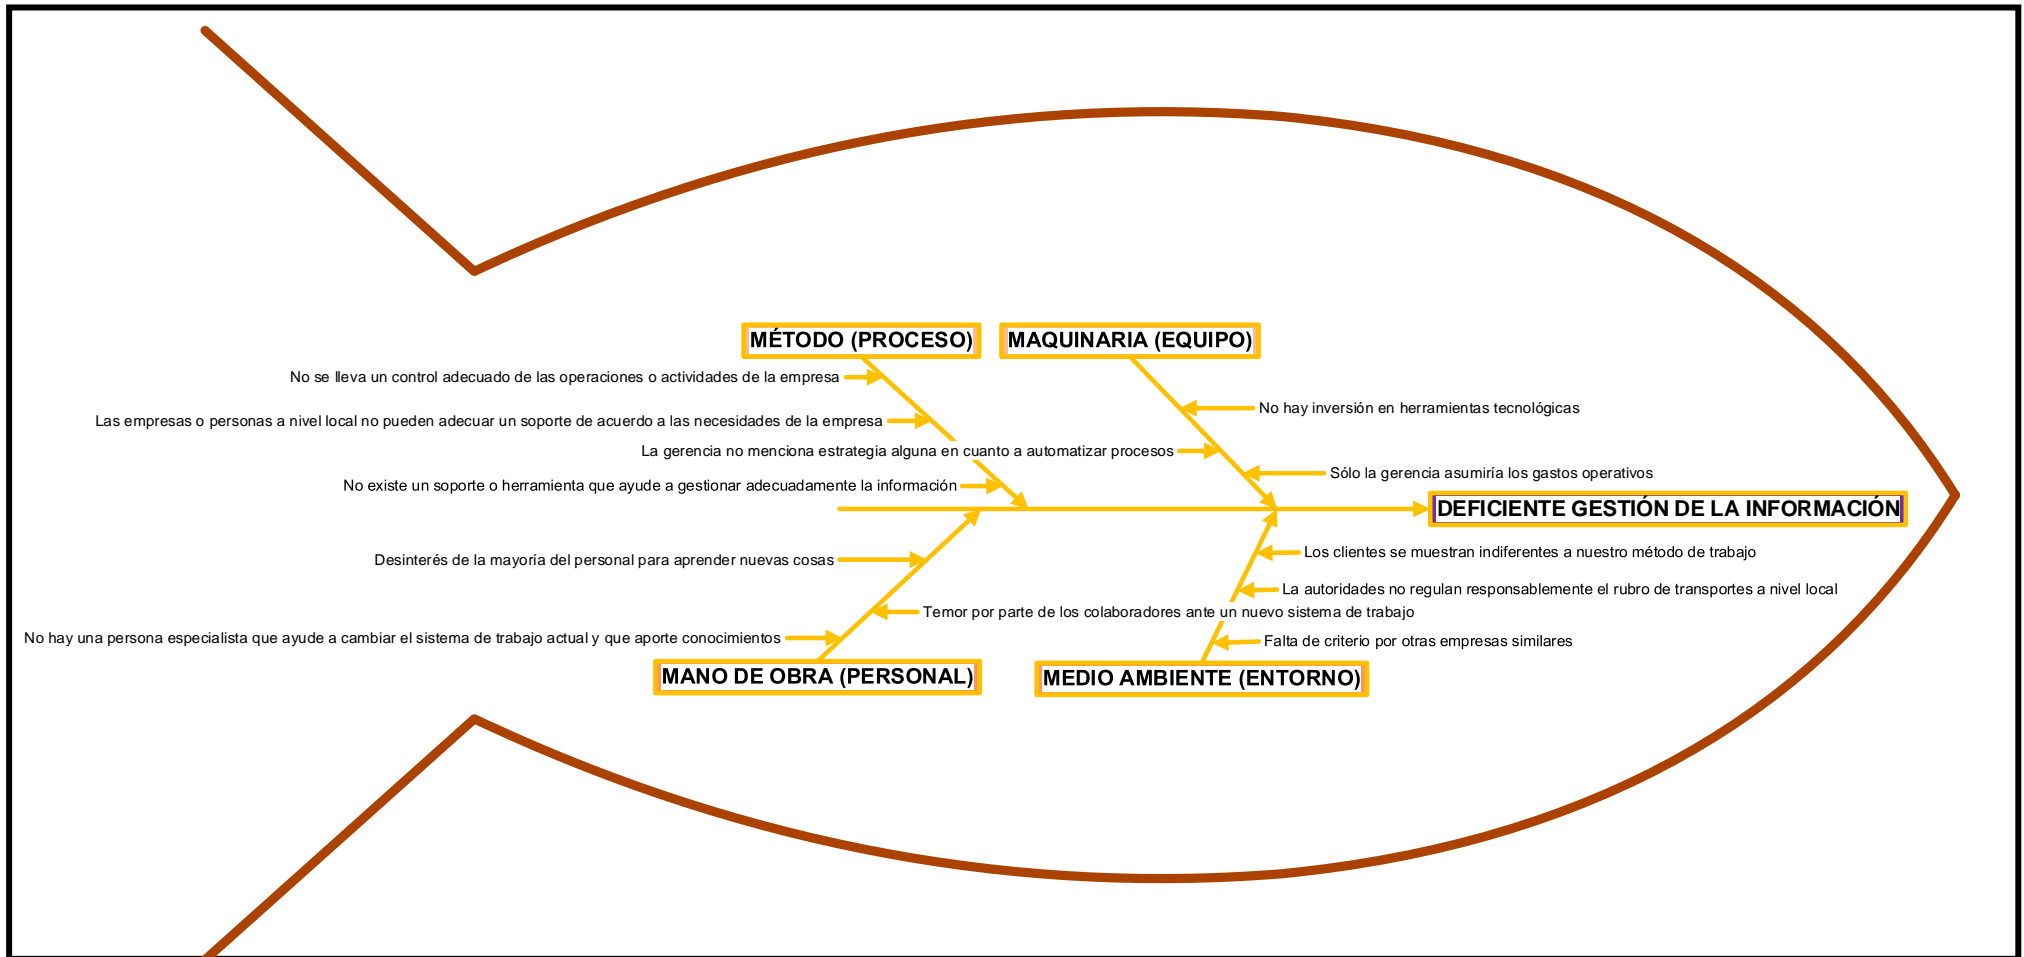 MÉTODO (PROCESO)
MAQUINARIA (EQUIPO)
No se lleva un control adecuado de las operaciones o actividades de la empresa
No hay inversión en herramientas tecnológicas
Las empresas o personas a nivel local no pueden adecuar un soporte de acuerdo a las necesidades de la empresa
La gerencia no menciona estrategia alguna en cuanto a automatizar procesos
Sólo la gerencia asumiría los gastos operativos
No existe un soporte o herramienta que ayude a gestionar adecuadamente la información
DEFICIENTE GESTIÓN DE LA INFORMACIÓN
Los clientes se muestran indiferentes a nuestro método de trabajo
Desinterés de la mayoría del personal para aprender nuevas cosas
La autoridades no regulan responsablemente el rubro de transportes a nivel local
Temor por parte de los colaboradores ante un nuevo sistema de trabajo
No hay una persona especialista que ayude a cambiar el sistema de trabajo actual y que aporte conocimientos
Falta de criterio por otras empresas similares
MANO DE OBRA (PERSONAL)
MEDIO AMBIENTE (ENTORNO)